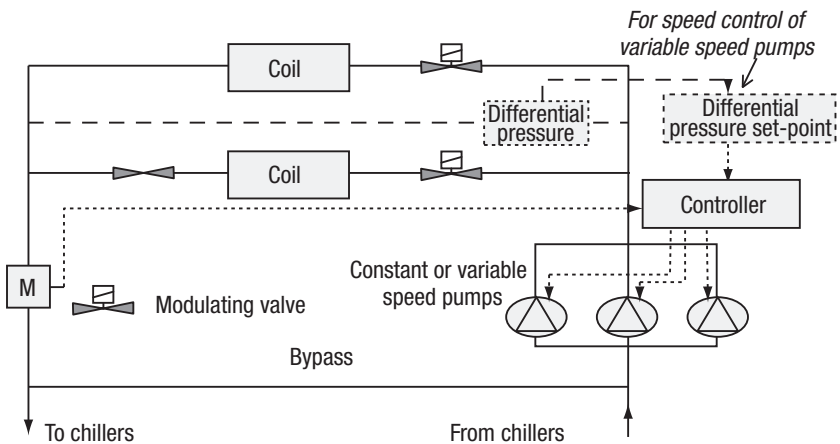 For speed control of
variable speed pumps
Coil
Differential
pressure
Differential
pressure set-point
Coil
Controller
M
Constant or variable
speed pumps
Modulating valve
Bypass
To chillers
From chillers